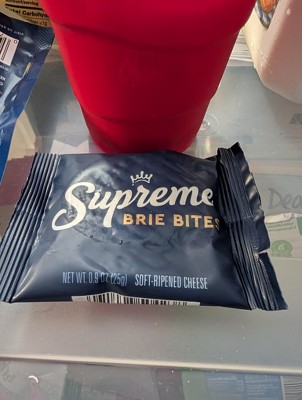 Supreme
BRIE BITES
NET WT. 0.9 OZ (25g) SOFT-RIPENED CHEESE